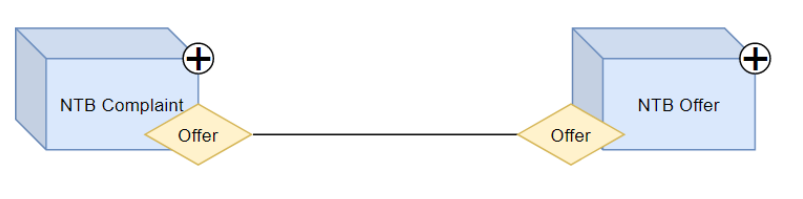 NTB Complaint
NTB Offer
Offer
Offer